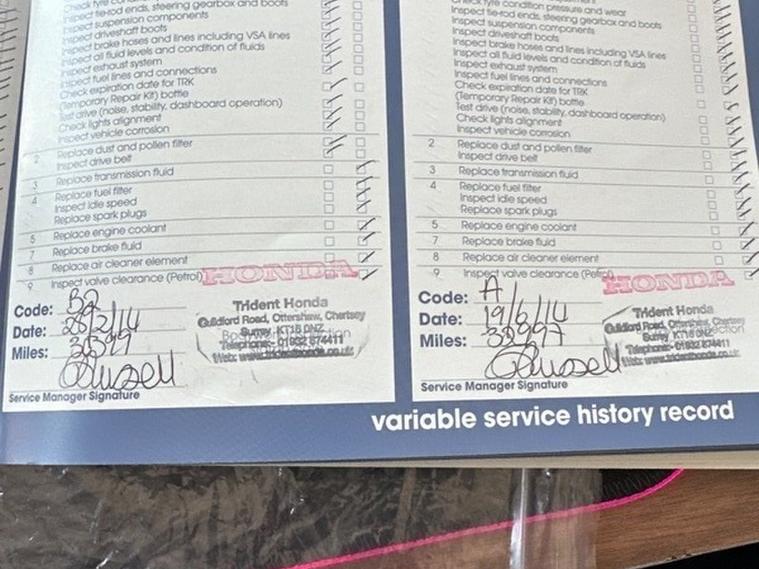 Inspect tie-rod ends, steering gearbox and boots
Inspect suspension components
Inspect driveshaft boots
Inspect brake hoses and lines including VSA lines
Inspect all fluid levels and condition of fluids
Inspect exhaust system
Inspect fuel lines and connections
Check expiration date for TRK
(Temporary Repair Kit) bottle
Test drive (noise, stability, dashboard operation)
Check lights alignment
Inspect vehicle corrosion
2 Replace dust and pollen filter
Inspect drive belt
3 Replace transmission fluid
4 Replace fuel filter
Inspect idle speed
Replace spark plugs
5 Replace engine coolant
7 Replace brake fluid
8 Replace air cleaner element
9 Inspect valve clearance (Petrol)
HONDA
Code: B2
Date: 28/2/14
Miles:
Trident Honda
Guildford Road, Ottershaw, Chertsey
Surrey KT16 0NZ
Telephone:- 01932 874411
Web: www.tridenthonda.co.uk
Service Manager Signature
Check tyre condition pressure and wear
Inspect tie-rod ends, steering gearbox and boots
Inspect suspension components
Inspect driveshaft boots
Inspect brake hoses and lines including VSA lines
Inspect all fluid levels and condition of fluids
Inspect exhaust system
Inspect fuel lines and connections
Check expiration date for TRK
(Temporary Repair Kit) bottle
Test drive (noise, stability, dashboard operation)
Check lights alignment
Inspect vehicle corrosion
2 Replace dust and pollen filter
Inspect drive belt
3 Replace transmission fluid
4 Replace fuel filter
Inspect idle speed
Replace spark plugs
5 Replace engine coolant
7 Replace brake fluid
8 Replace air cleaner element
9 Inspect valve clearance (Petrol)
HONDA
Code: A
Date: 19/6/14
Miles:
Trident Honda
Guildford Road, Ottershaw, Chertsey
Surrey KT16 0NZ
Telephone:- 01932 874411
Web: www.tridenthonda.co.uk
Service Manager Signature
variable service history record